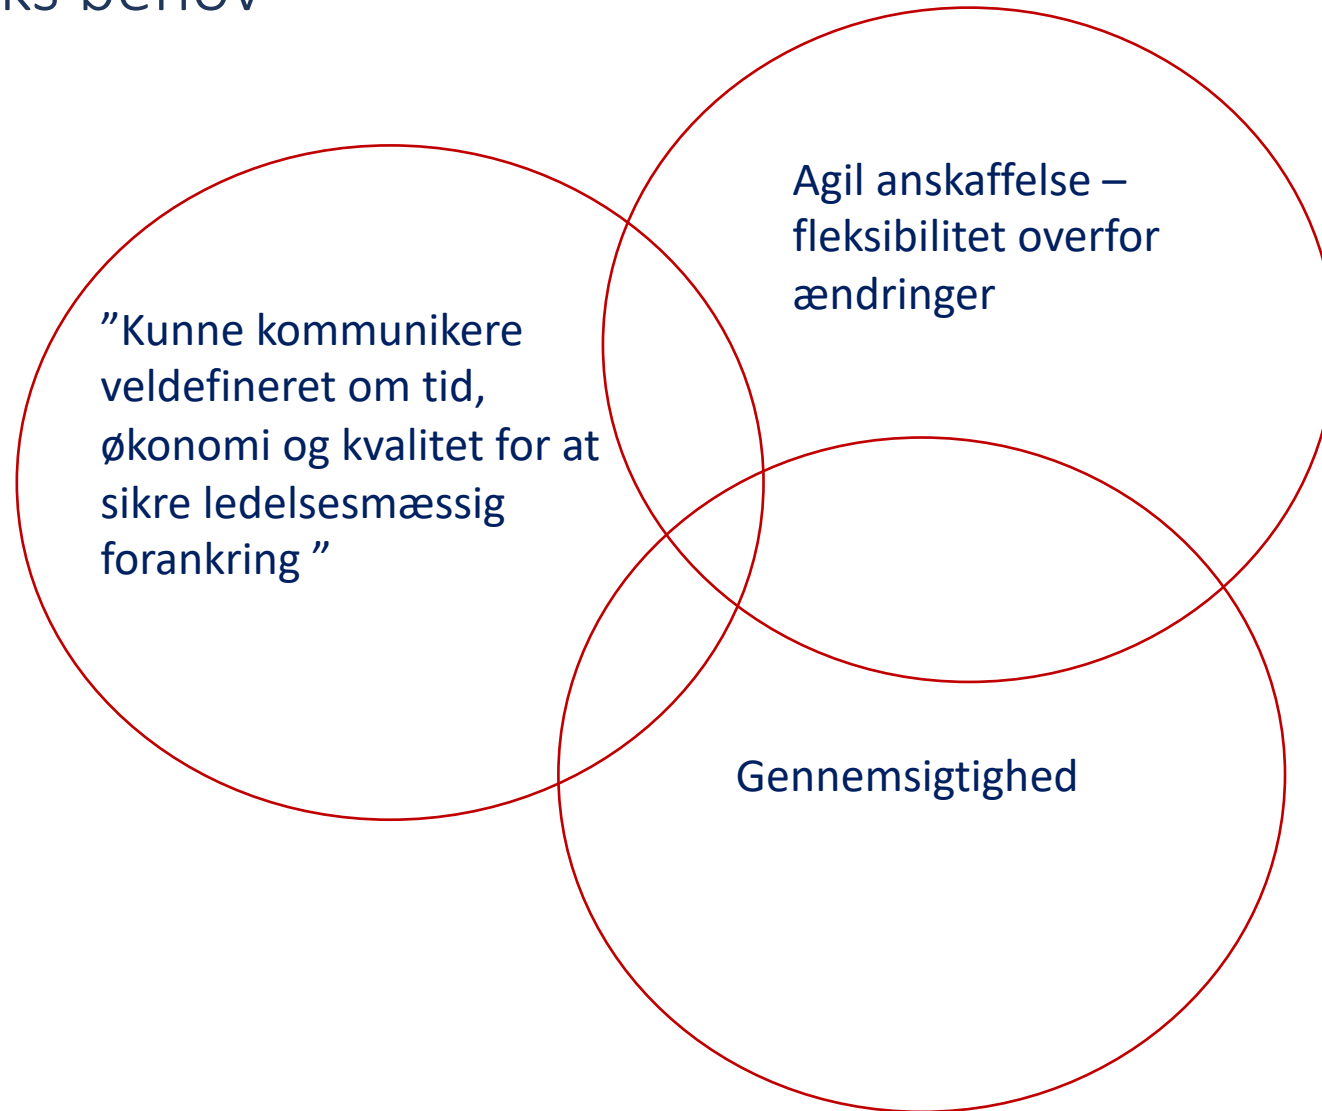 behov
”Kunne kommunikere
veldefineret om tid,
økonomi og kvalitet for at
sikre ledelsesmæssig
forankring ”
Agil anskaffelse –
fleksibilitet overfor
ændringer
Gennemsigtighed